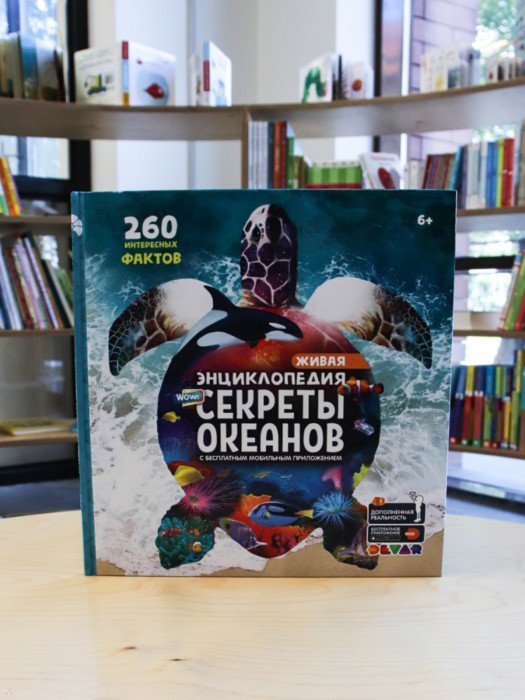 260
ИНТЕРЕСНЫХ
ФАКТОВ
6+
ЖИВАЯ
ЭНЦИКЛОПЕДИЯ
WOW!
СЕКРЕТЫ
ОКЕАНОВ
С БЕСПЛАТНЫМ МОБИЛЬНЫМ ПРИЛОЖЕНИЕМ
ДОПОЛНЕННАЯ
РЕАЛЬНОСТЬ
БЕСПЛАТНОЕ
ПРИЛОЖЕНИЕ
DEVAR